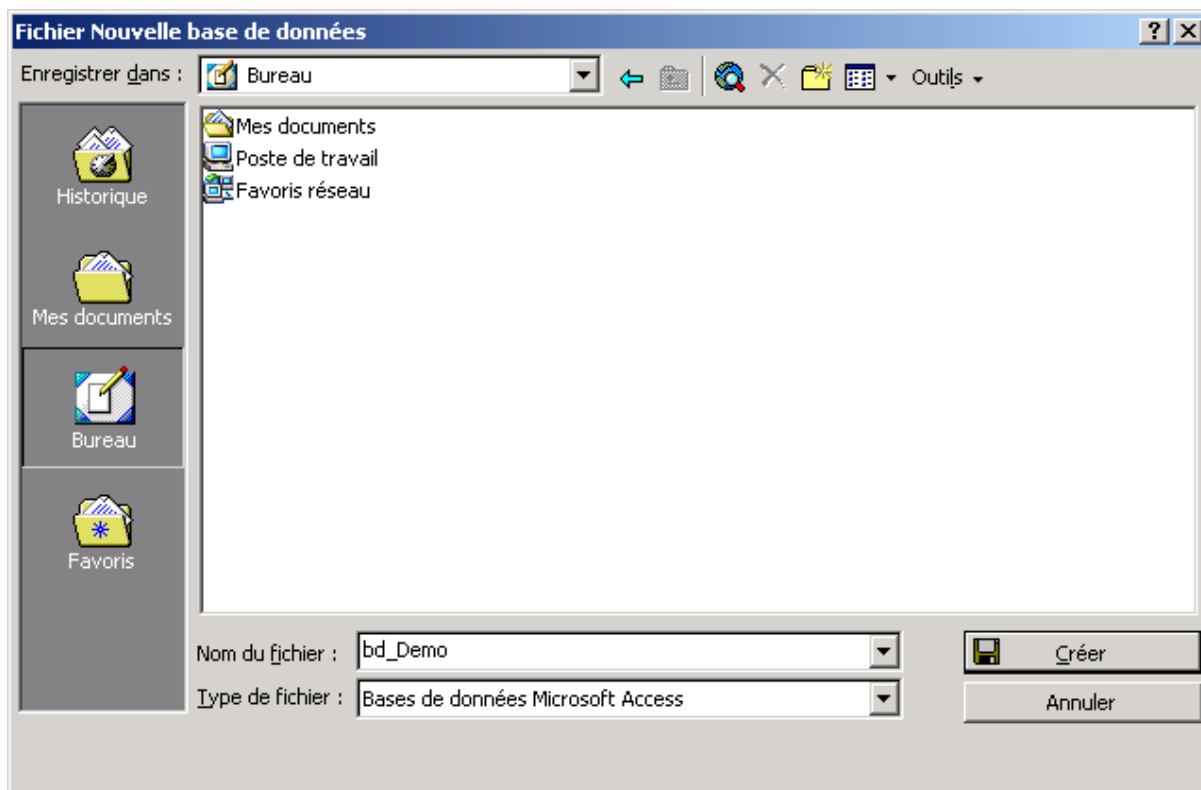 Fichier Nouvelle base de données
Enregistrer dans : Bureau Outils
Mes documents
Poste de travail
Favoris réseau
Historique
Mes documents
Bureau
Favoris
Nom du fichier : bd_Demo Créer
Type de fichier : Bases de données Microsoft Access Annuler